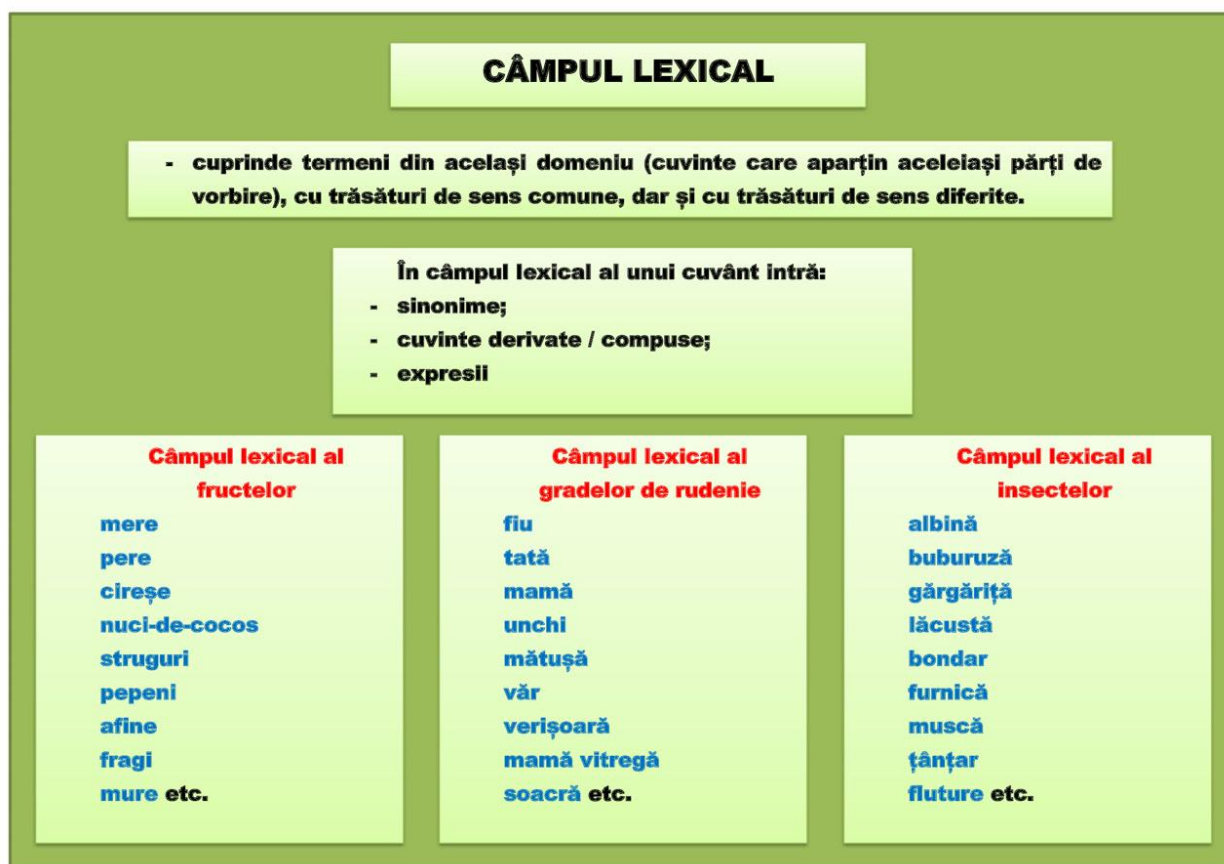 CÂMPUL LEXICAL
- cuprinde termeni din același domeniu (cuvinte care aparțin aceleiași părți de
vorbire), cu trăsături de sens comune, dar și cu trăsături de sens diferite.
În câmpul lexical al unui cuvânt intră:
- sinonime;
- cuvinte derivate / compuse;
- expresii
Câmpul lexical al
fructelor
mere
pere
cireșe
nuci-de-cocos
struguri
pepeni
afine
fragi
mure etc.
Câmpul lexical al
gradelor de rudenie
fiu
tată
mamă
unchi
mătușă
văr
verișoară
mamă vitregă
soacră etc.
Câmpul lexical al
insectelor
albină
buburuză
gărgăriță
lăcustă
bondar
furnică
muscă
țânțar
fluture etc.